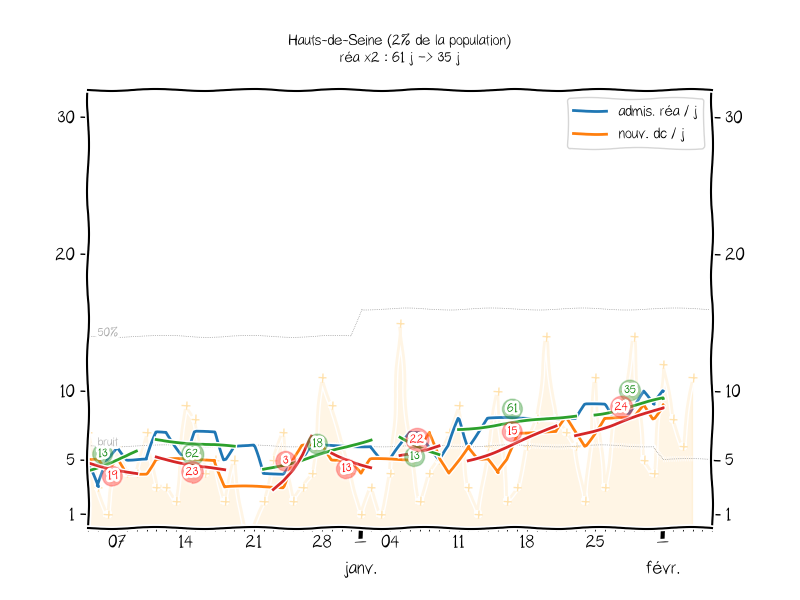 Hauts-de-Seine (2% de la population)
réa x2 : 61 j -> 35 j
admis. réa / j
nouv. dc / j
30 30
20 20
10 10
5 5
1 1
50%
bruit
13
19
62
23
3
18
13
22
13
61
15
24
35
07 14 21 28 04 11 18 25
janv. févr.